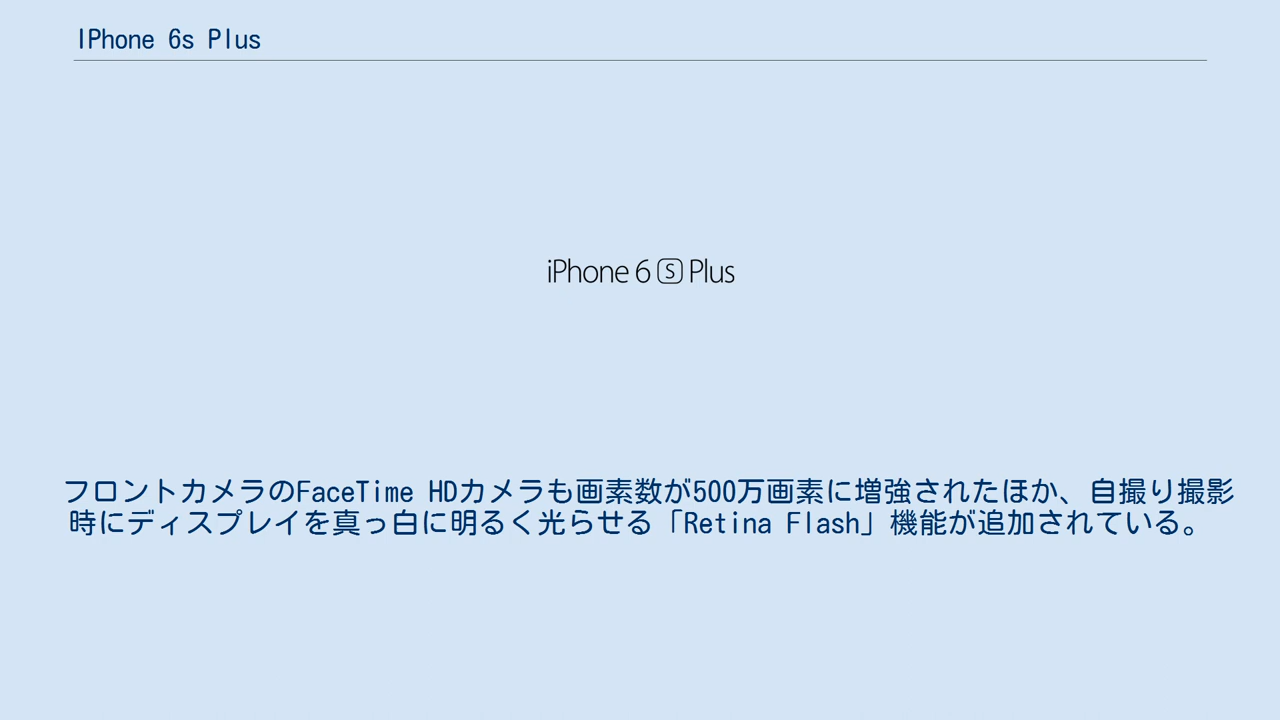 IPhone 6s Plus
iPhone 6 S Plus
フロントカメラのFaceTime HDカメラも画素数が500万画素に増強されたほか、自撮り撮影
時にディスプレイを真っ白に明るく光らせる「Retina Flash」機能が追加されている。